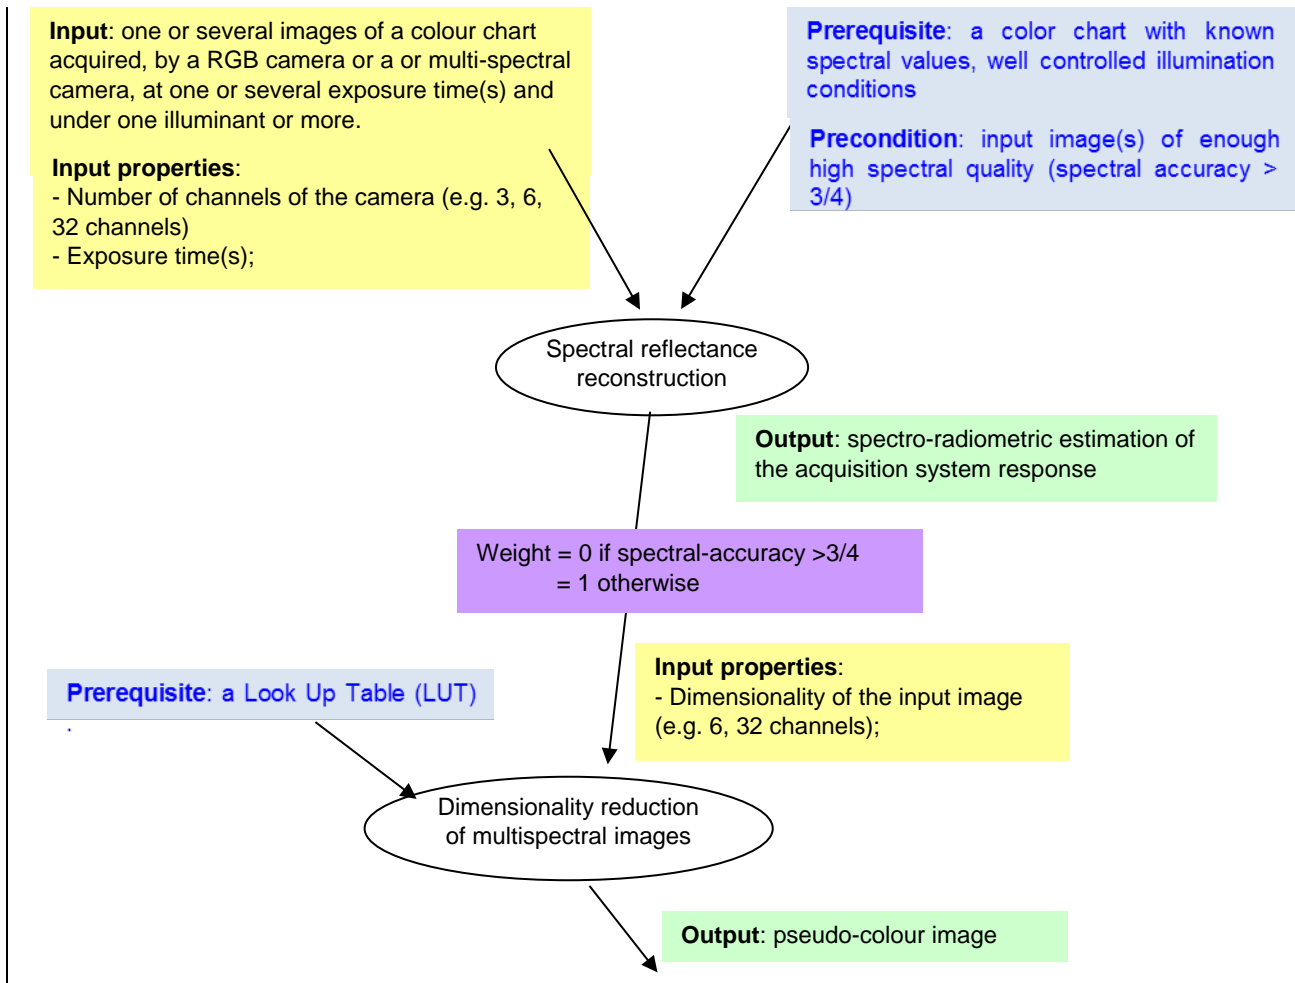 Input: one or several images of a colour chart
acquired, by a RGB camera or a or multi-spectral
camera, at one or several exposure time(s) and
under one illuminant or more.
Input properties:
- Number of channels of the camera (e.g. 3, 6,
32 channels)
- Exposure time(s);
Prerequisite: a color chart with known
spectral values, well controlled illumination
conditions
Precondition: input image(s) of enough
high spectral quality (spectral accuracy >
3/4)
Spectral reflectance
reconstruction
Output: spectro-radiometric estimation of
the acquisition system response
Weight = 0 if spectral-accuracy >3/4
= 1 otherwise
Input properties:
- Dimensionality of the input image
(e.g. 6, 32 channels);
Prerequisite: a Look Up Table (LUT)
.
Dimensionality reduction
of multispectral images
Output: pseudo-colour image